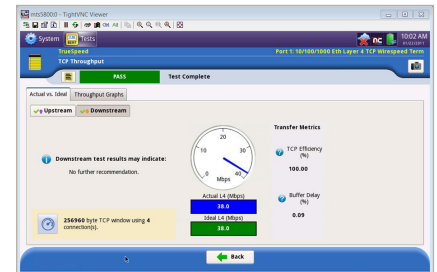 mts5800:0 - TightVNC Viewer
System
Tests
10:02 AM
TrueSpeed
Port 1: 10/100/1000 Eth Layer 4 TCP Wirespeed Term
TCP Throughput
PASS
Test Complete
Actual vs. Ideal
Throughput Graphs
Upstream
Downstream
Downstream test results may indicate:
No further recommendation.
256960 byte TCP window using 4
connection(s).
20
10
30
0
40
Mbps
Actual L4 (Mbps)
38.0
Ideal L4 (Mbps)
38.0
Transfer Metrics
TCP Efficiency
(%)
100.00
Buffer Delay
(%)
0.09
Back